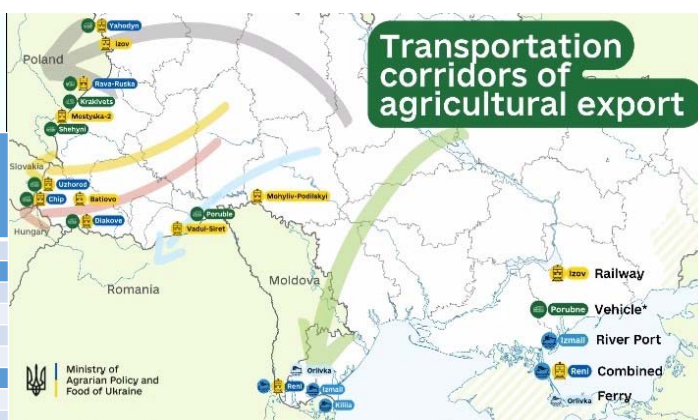 Transportation
corridors of
agricultural export
Yahodyn
Izov
Poland
Rava-Ruska
Krakivets
Mostyska-2
Shehyni
Slovakia
Uzhorod
Chip
Batiovo
Diakove
Hungary
Mohyliv-Podilskyi
Poruble
Vadul-Siret
Romania
Moldova
Izov Railway
Porubne Vehicle*
Izmail River Port
Reni Combined
Orlivka Ferry
Orlivka
Reni
Izmail
Kiliia
Ministry of
Agrarian Policy and
Food of Ukraine